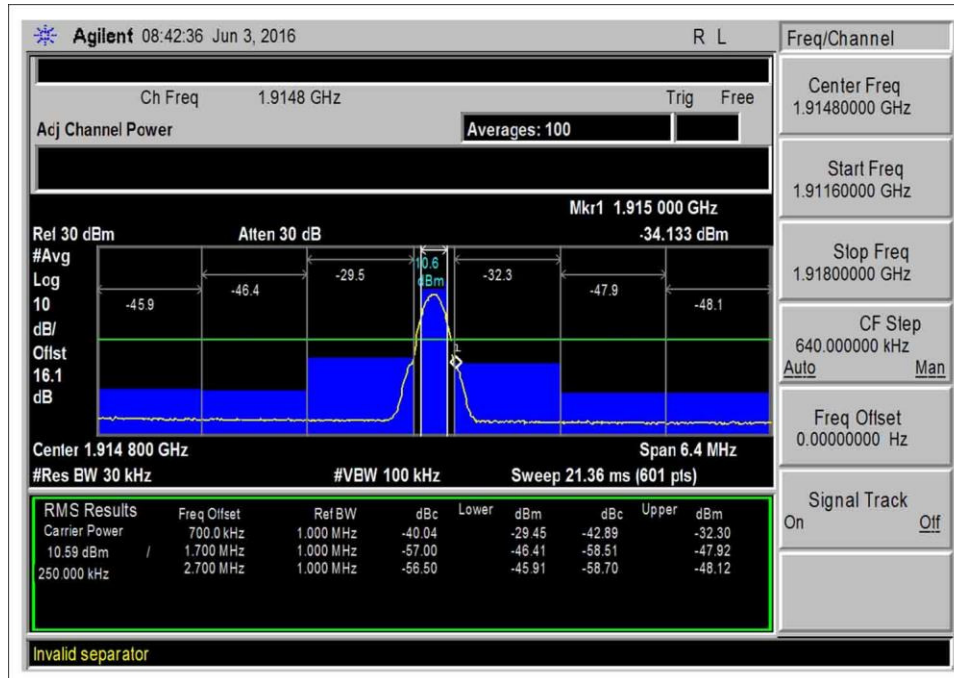 Agilent 08:42:36 Jun 3, 2016 R L
Freq/Channel
Ch Freq 1.9148 GHz Trig Free
Adj Channel Power Averages: 100
Mkr1 1.915 000 GHz
Ref 30 dBm Atten 30 dB -34.133 dBm
#Avg
Log
10
dB/
Offst
16.1
dB
-45.9 -46.4 -29.5 10.6 dBm -32.3 -47.9 -48.1
1
Center 1.914 800 GHz Span 6.4 MHz
#Res BW 30 kHz #VBW 100 kHz Sweep 21.36 ms (601 pts)
RMS Results Freq Offset Ref BW dBc Lower dBm dBc Upper dBm
Carrier Power 700.0 kHz 1.000 MHz -40.04 -29.45 -42.89 -32.30
10.59 dBm / 1.700 MHz 1.000 MHz -57.00 -46.41 -58.51 -47.92
250.000 kHz 2.700 MHz 1.000 MHz -56.50 -45.91 -58.70 -48.12
Invalid separator
Center Freq
1.91480000 GHz
Start Freq
1.91160000 GHz
Stop Freq
1.91800000 GHz
CF Step
640.000000 kHz
Auto Man
Freq Offset
0.00000000 Hz
Signal Track
On Off